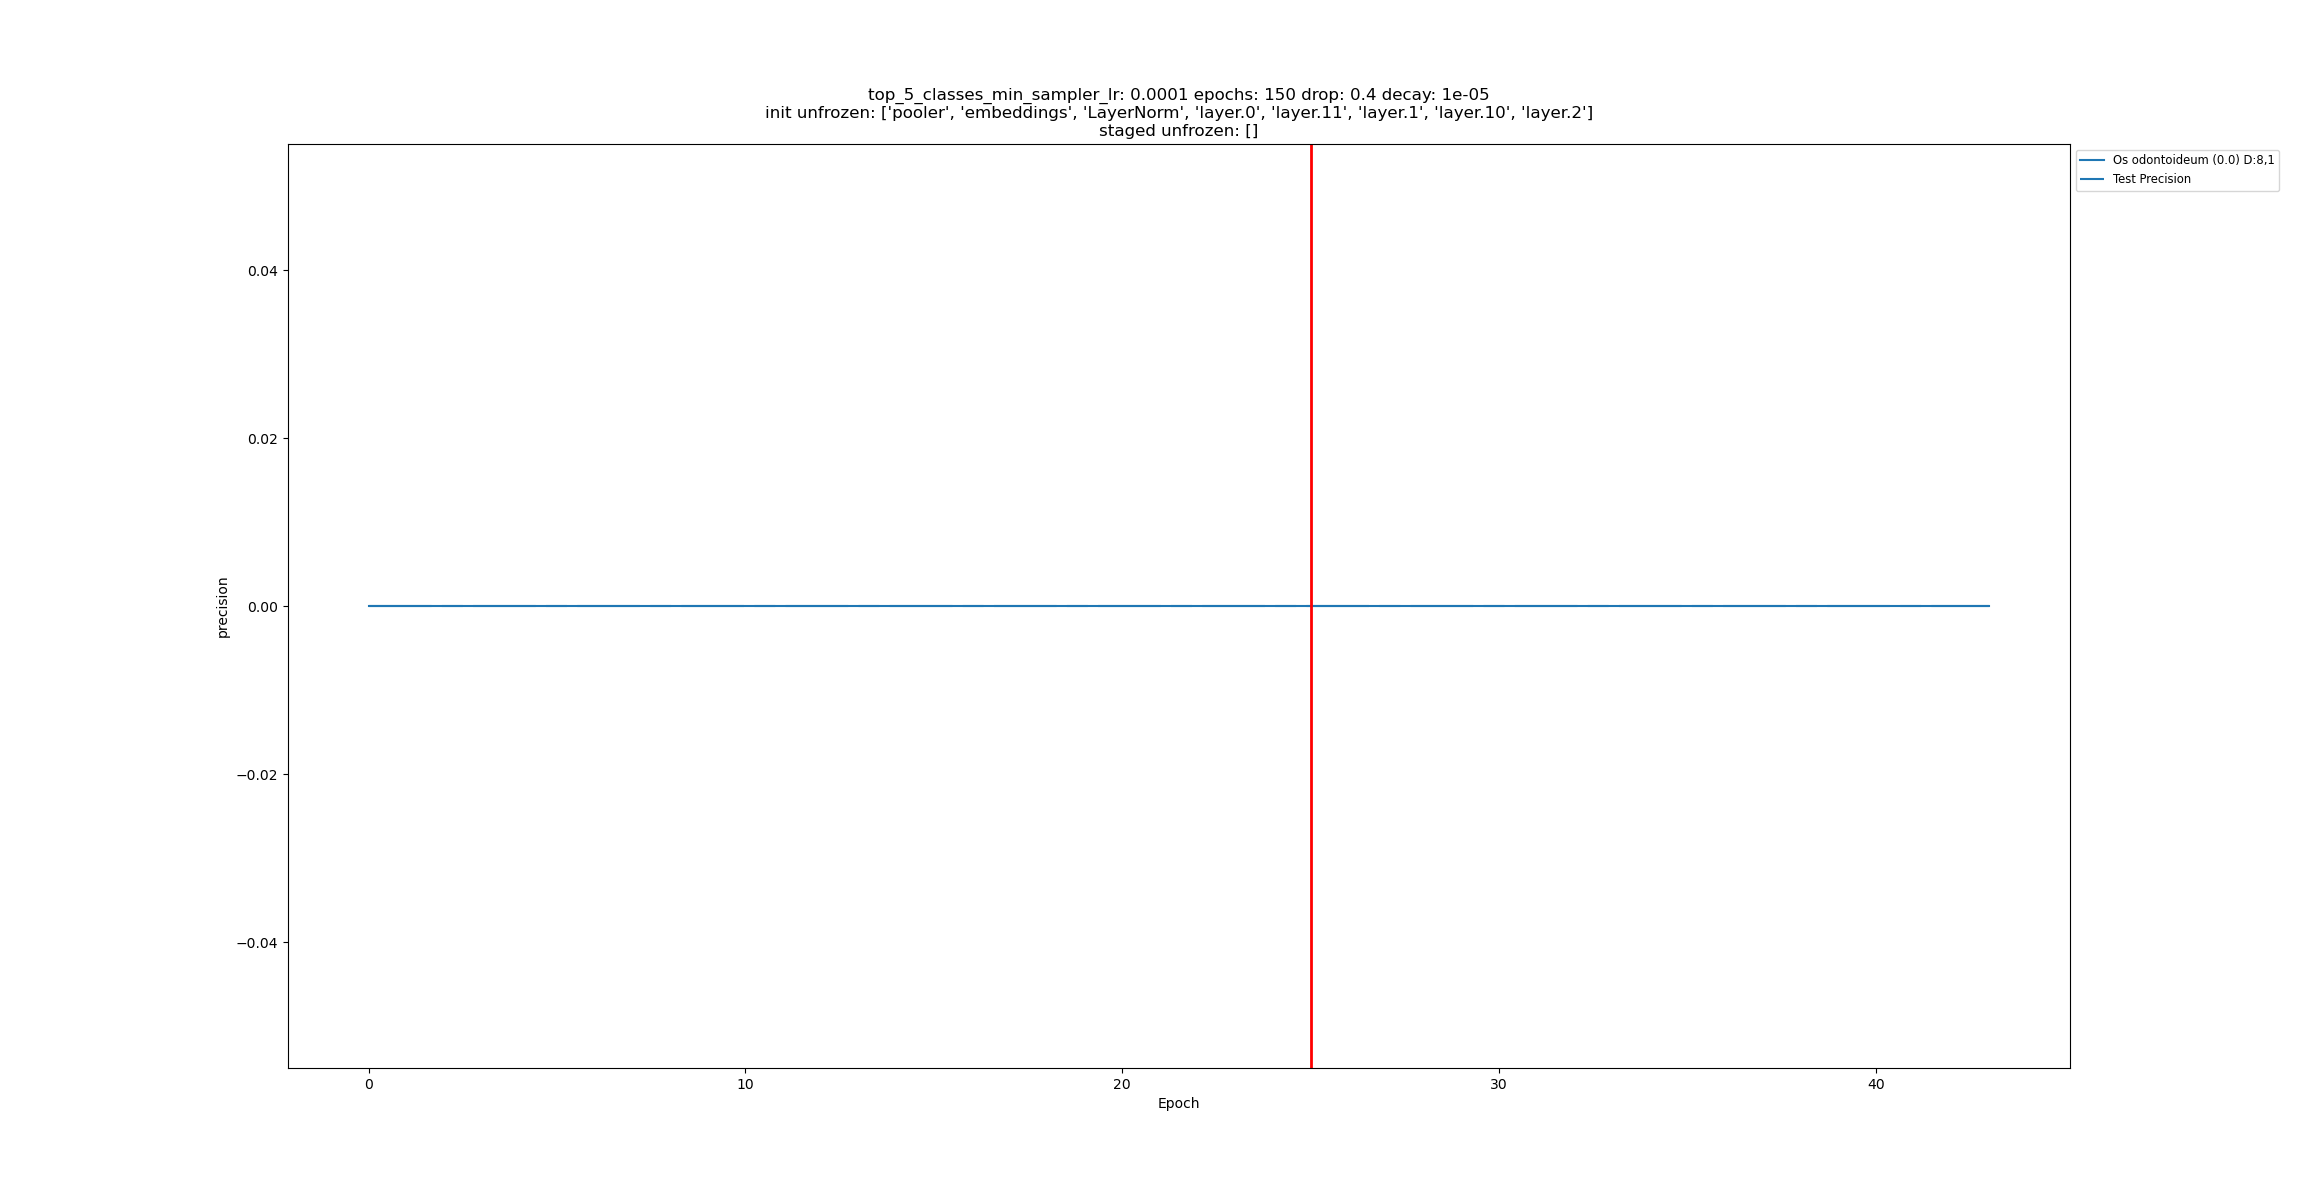 top_5_classes_min_sampler_lr: 0.0001 epochs: 150 drop: 0.4 decay: 1e-05
init unfrozen: ['pooler', 'embeddings', 'LayerNorm', 'layer.0', 'layer.11', 'layer.1', 'layer.10', 'layer.2']
staged unfrozen: []
Os odontoideum (0.0) D:8,1
Test Precision
0.04
0.02
0.00
−0.02
−0.04
precision
0
10
20
30
40
Epoch